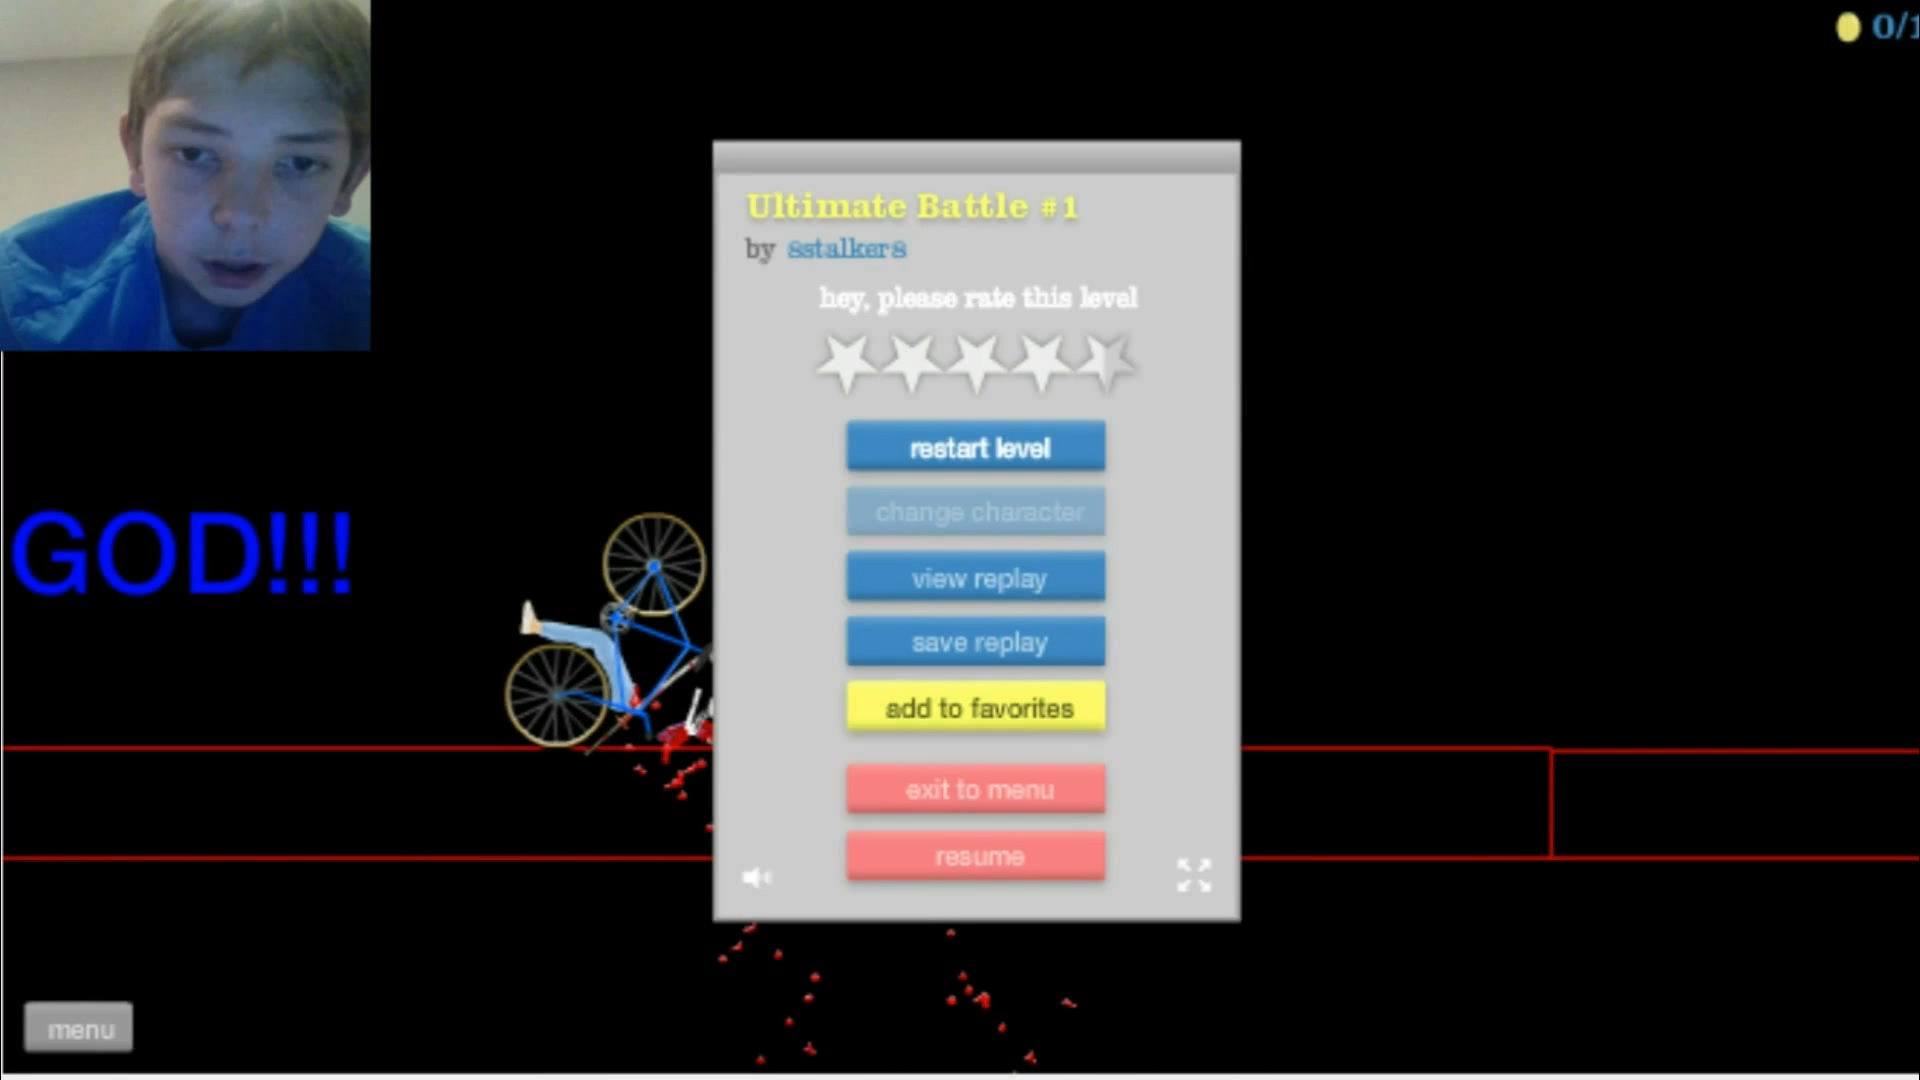 0/1
Ultimate Battle #1
by 8stalker8
hey, please rate this level
restart level
change character
view replay
save replay
add to favorites
exit to menu
resume
GOD!!!
menu